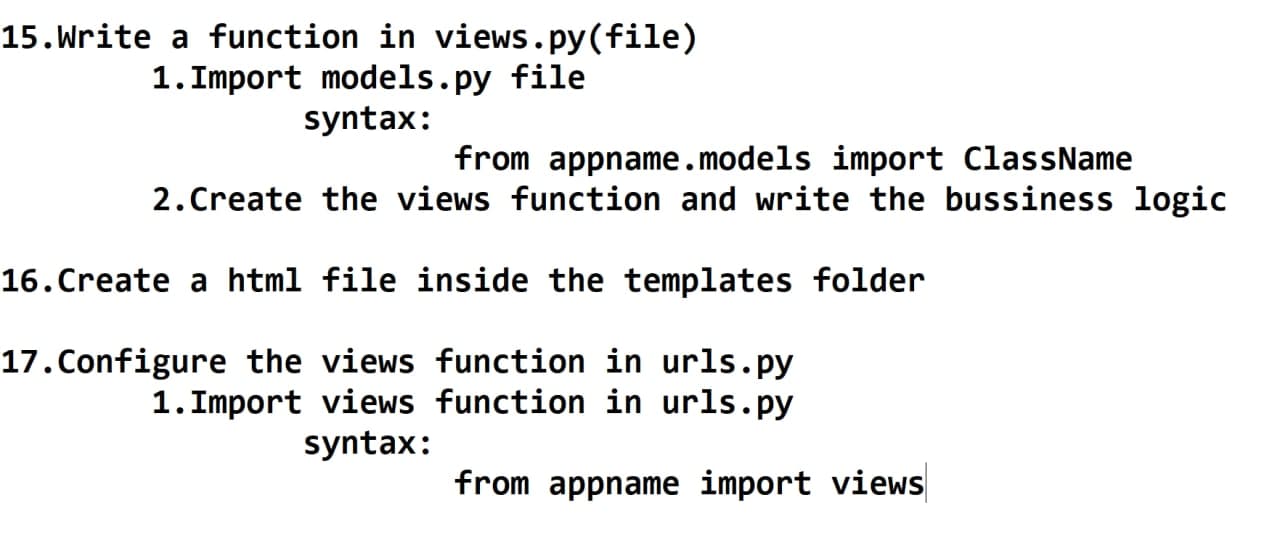 15.Write a function in views.py(file)
1.Import models.py file
syntax:
from appname.models import ClassName
2.Create the views function and write the bussiness logic
16.Create a html file inside the templates folder
17.Configure the views function in urls.py
1.Import views function in urls.py
syntax:
from appname import views